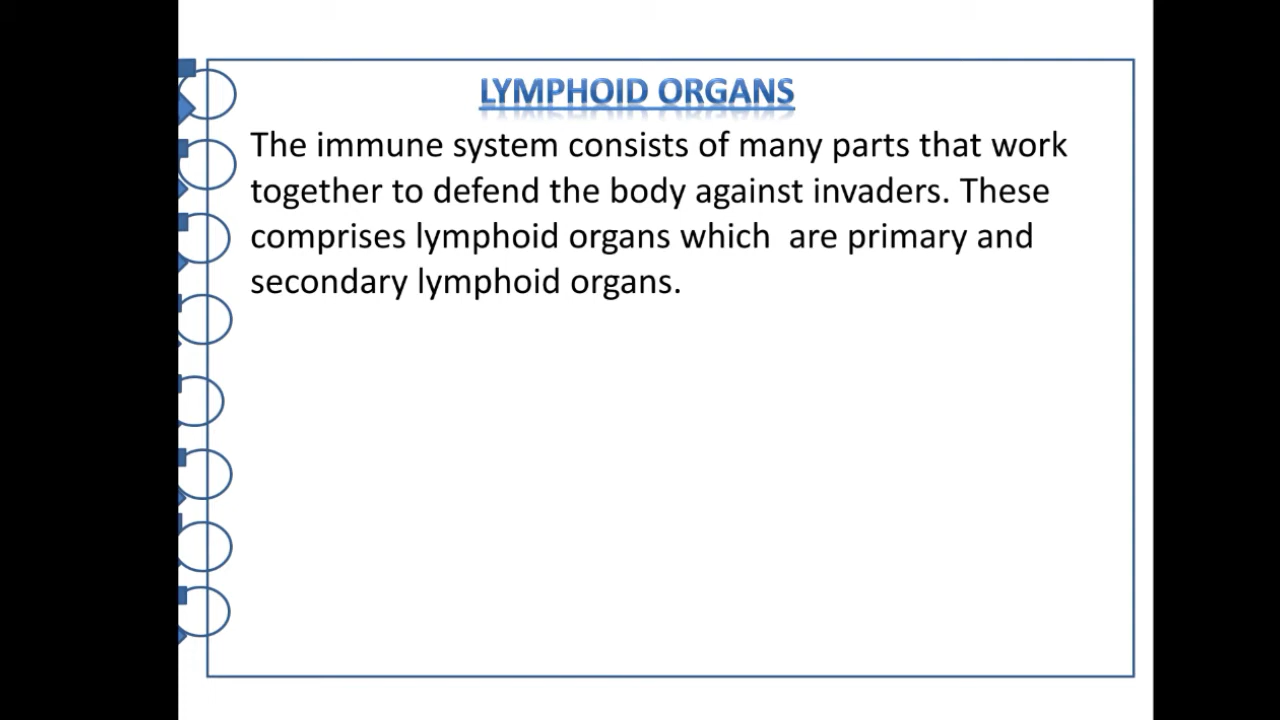 LYMPHOID ORGANS
The immune system consists of many parts that work
together to defend the body against invaders. These
comprises lymphoid organs which  are primary and
secondary lymphoid organs.